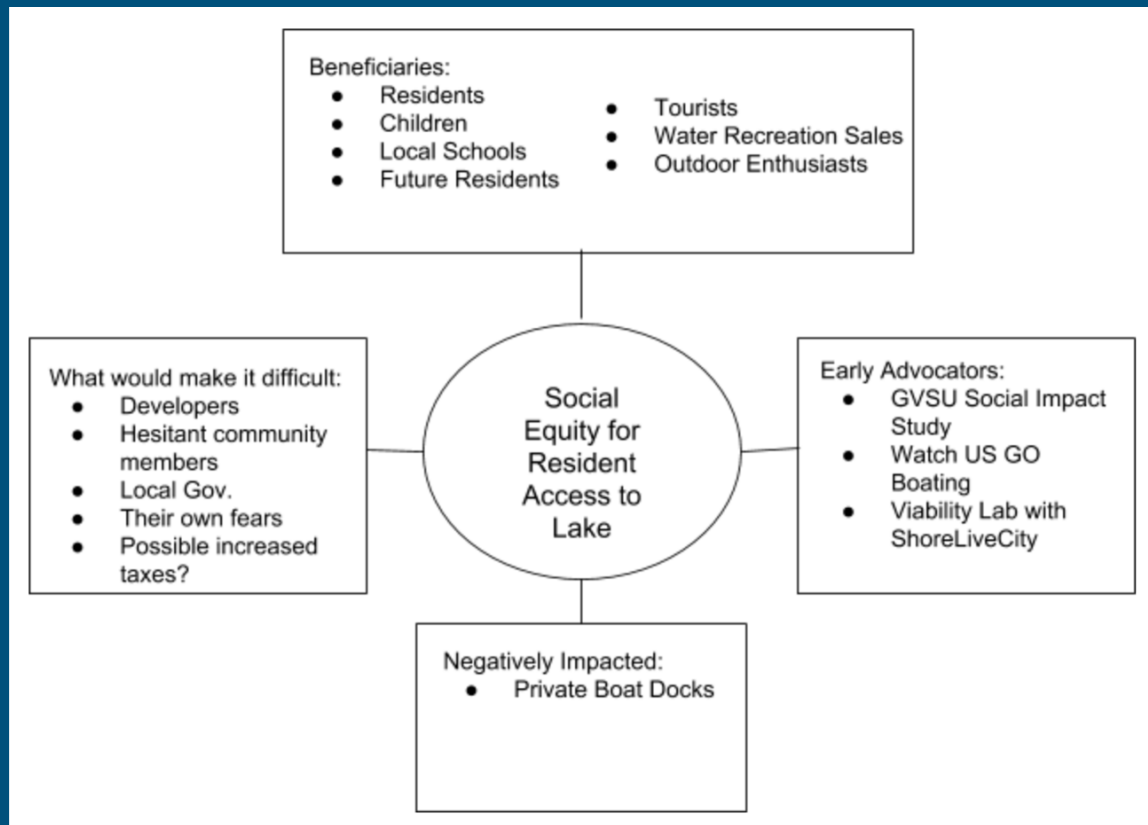 Beneficiaries:
● Residents
● Children
● Local Schools
● Future Residents
● Tourists
● Water Recreation Sales
● Outdoor Enthusiasts
What would make it difficult:
● Developers
● Hesitant community
members
● Local Gov.
● Their own fears
● Possible increased
taxes?
Social
Equity for
Resident
Access to
Lake
Early Advocators:
● GVSU Social Impact
Study
● Watch US GO
Boating
● Viability Lab with
ShoreLiveCity
Negatively Impacted:
● Private Boat Docks